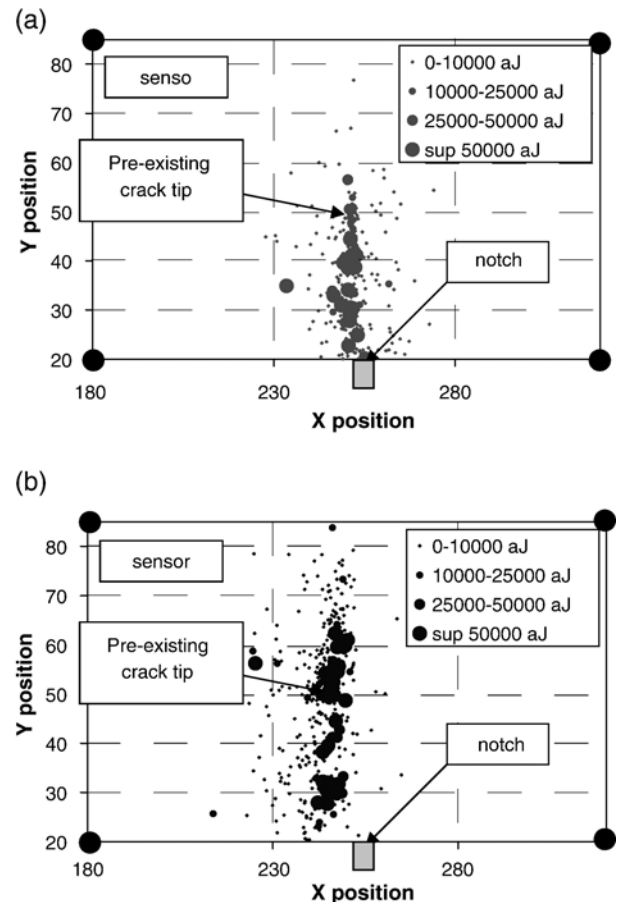 (a)
80
70
60
50
40
30
20
Y position
senso
0-10000 aJ
10000-25000 aJ
25000-50000 aJ
sup 50000 aJ
Pre-existing
crack tip
notch
180
230
280
X position
(b)
80
70
60
50
40
30
20
Y position
sensor
0-10000 aJ
10000-25000 aJ
25000-50000 aJ
sup 50000 aJ
Pre-existing
crack tip
notch
180
230
280
X position